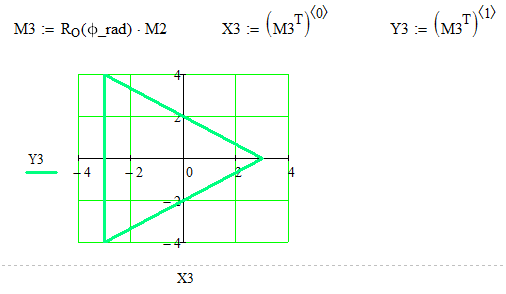 M3 := R_O(ϕ_rad) · M2 X3 := (M3^T)^⟨0⟩ Y3 := (M3^T)^⟨1⟩
4
2
Y3
−4 −2 0 2 4
−2
−4
X3